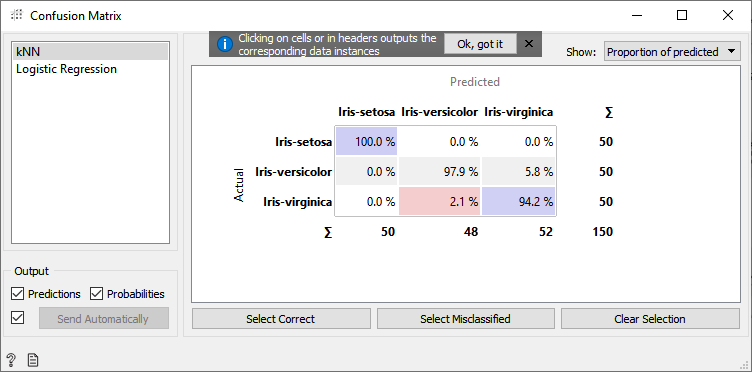 Confusion Matrix
kNN
Logistic Regression
Clicking on cells or in headers outputs the
corresponding data instances
Ok, got it
Show: Proportion of predicted
Predicted
Iris-setosa Iris-versicolor Iris-virginica Σ
Actual
Iris-setosa 100.0 % 0.0 % 0.0 % 50
Iris-versicolor 0.0 % 97.9 % 5.8 % 50
Iris-virginica 0.0 % 2.1 % 94.2 % 50
Σ 50 48 52 150
Output
Predictions Probabilities
Send Automatically
Select Correct Select Misclassified Clear Selection